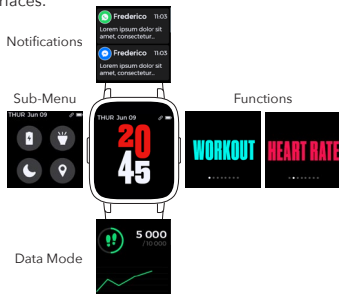 rfaces.
Notifications
Frederico 11:03
Lorem ipsum dolor sit
amet, consectetur...
Frederico 11:03
Lorem ipsum dolor sit
amet, consectetur...
Sub-Menu
Functions
THUR Jun 09
THUR Jun 09
20
45
WORKOUT
HEART RATE
Data Mode
5 000
/10 000